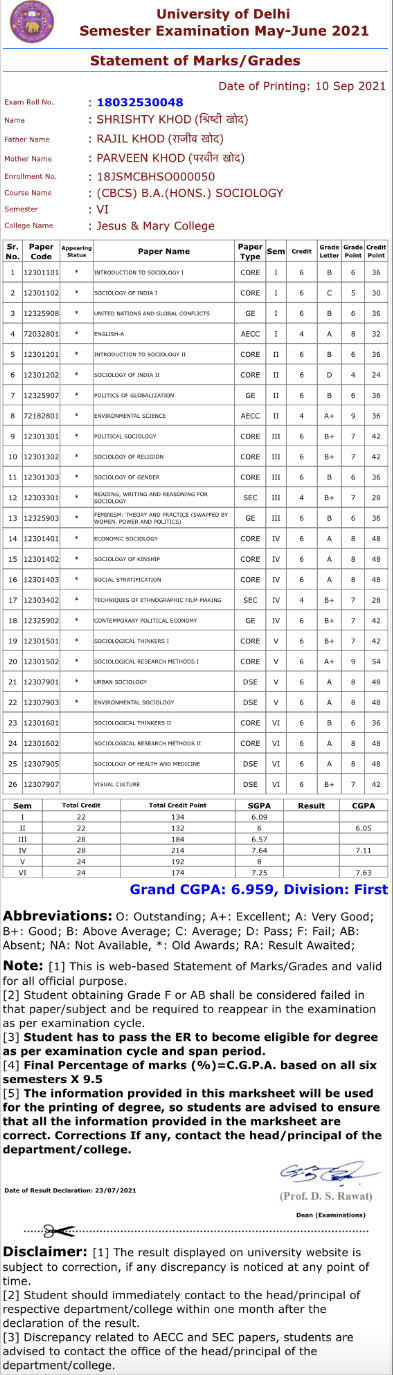 University of Delhi
Semester Examination May-June 2021
Statement of Marks/Grades
Date of Printing: 10 Sep 2021
Exam Roll No. : 18032530048
Name : SHRISHTY KHOD (श्रिष्टी खोद)
Father Name : RAJIL KHOD (राजील खोद)
Mother Name : PARVEEN KHOD (परवीन खोद)
Enrollment No. : 18JSMCBHSO000050
Course Name : (CBCS) B.A.(HONS.) SOCIOLOGY
Semester : VI
College Name : Jesus & Mary College
Sr. No. Paper Code Appearing Status Paper Name Paper Type Sem Credit Grade Letter Grade Point Credit Point
1 12301101 * INTRODUCTION TO SOCIOLOGY I CORE I 6 B 6 36
2 12301102 * SOCIOLOGY OF INDIA I CORE I 6 C 5 30
3 12325908 * UNITED NATIONS AND GLOBAL CONFLICTS GE I 6 B 6 36
4 72032801 * ENGLISH-A AECC I 4 A 8 32
5 12301201 * INTRODUCTION TO SOCIOLOGY II CORE II 6 B 6 36
6 12301202 * SOCIOLOGY OF INDIA II CORE II 6 D 4 24
7 12325907 * POLITICS OF GLOBALIZATION GE II 6 B 6 36
8 72182801 * ENVIRONMENTAL SCIENCE AECC II 4 A+ 9 36
9 12301301 * POLITICAL SOCIOLOGY CORE III 6 B+ 7 42
10 12301302 * SOCIOLOGY OF RELIGION CORE III 6 B+ 7 42
11 12301303 * SOCIOLOGY OF GENDER CORE III 6 B 6 36
12 12303301 * READING, WRITING AND REASONING FOR SOCIOLOGY SEC III 4 B+ 7 28
13 12325903 * FEMINISM: THEORY AND PRACTICE (SWAPPED BY WOMEN, POWER AND POLITICS) GE III 6 B 6 36
14 12301401 * ECONOMIC SOCIOLOGY CORE IV 6 A 8 48
15 12301402 * SOCIOLOGY OF KINSHIP CORE IV 6 A 8 48
16 12301403 * SOCIAL STRATIFICATION CORE IV 6 A 8 48
17 12303402 * TECHNIQUES OF ETHNOGRAPHIC FILM MAKING SEC IV 4 B+ 7 28
18 12325902 * CONTEMPORARY POLITICAL ECONOMY GE IV 6 B+ 7 42
19 12301501 * SOCIOLOGICAL THINKERS I CORE V 6 B+ 7 42
20 12301502 * SOCIOLOGICAL RESEARCH METHODS I CORE V 6 A+ 9 54
21 12307901 * URBAN SOCIOLOGY DSE V 6 A 8 48
22 12307903 * ENVIRONMENTAL SOCIOLOGY DSE V 6 A 8 48
23 12301601 SOCIOLOGICAL THINKERS II CORE VI 6 B 6 36
24 12301602 SOCIOLOGICAL RESEARCH METHODS II CORE VI 6 A 8 48
25 12307905 SOCIOLOGY OF HEALTH AND MEDICINE DSE VI 6 A 8 48
26 12307907 VISUAL CULTURE DSE VI 6 B+ 7 42
Sem Total Credit Total Credit Point SGPA Result CGPA
I 22 134 6.09
II 22 132 6 6.05
III 28 184 6.57
IV 28 214 7.64 7.11
V 24 192 8
VI 24 174 7.25 7.63
Grand CGPA: 6.959, Division: First
Abbreviations: O: Outstanding; A+: Excellent; A: Very Good;
B+: Good; B: Above Average; C: Average; D: Pass; F: Fail; AB:
Absent; NA: Not Available, *: Old Awards; RA: Result Awaited;
Note: [1] This is web-based Statement of Marks/Grades and valid
for all official purpose.
[2] Student obtaining Grade F or AB shall be considered failed in
that paper/subject and be required to reappear in the examination
as per examination cycle.
[3] Student has to pass the ER to become eligible for degree
as per examination cycle and span period.
[4] Final Percentage of marks (%)=C.G.P.A. based on all six
semesters X 9.5
[5] The information provided in this marksheet will be used
for the printing of degree, so students are advised to ensure
that all the information provided in the marksheet are
correct. Corrections If any, contact the head/principal of the
department/college.
Date of Result Declaration: 23/07/2021
(Prof. D. S. Rawat)
Dean (Examinations)
Disclaimer: [1] The result displayed on university website is
subject to correction, if any discrepancy is noticed at any point of
time.
[2] Student should immediately contact to the head/principal of
respective department/college within one month after the
declaration of the result.
[3] Discrepancy related to AECC and SEC papers, students are
advised to contact the office of the head/principal of the
department/college.